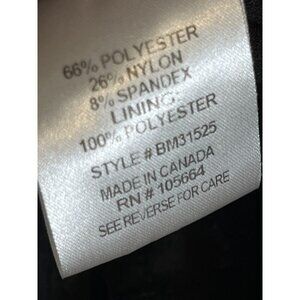 66% POLYESTER
26% NYLON
8% SPANDEX
LINING:
100% POLYESTER
STYLE # BM31525
MADE IN CANADA
RN # 105664
SEE REVERSE FOR CARE